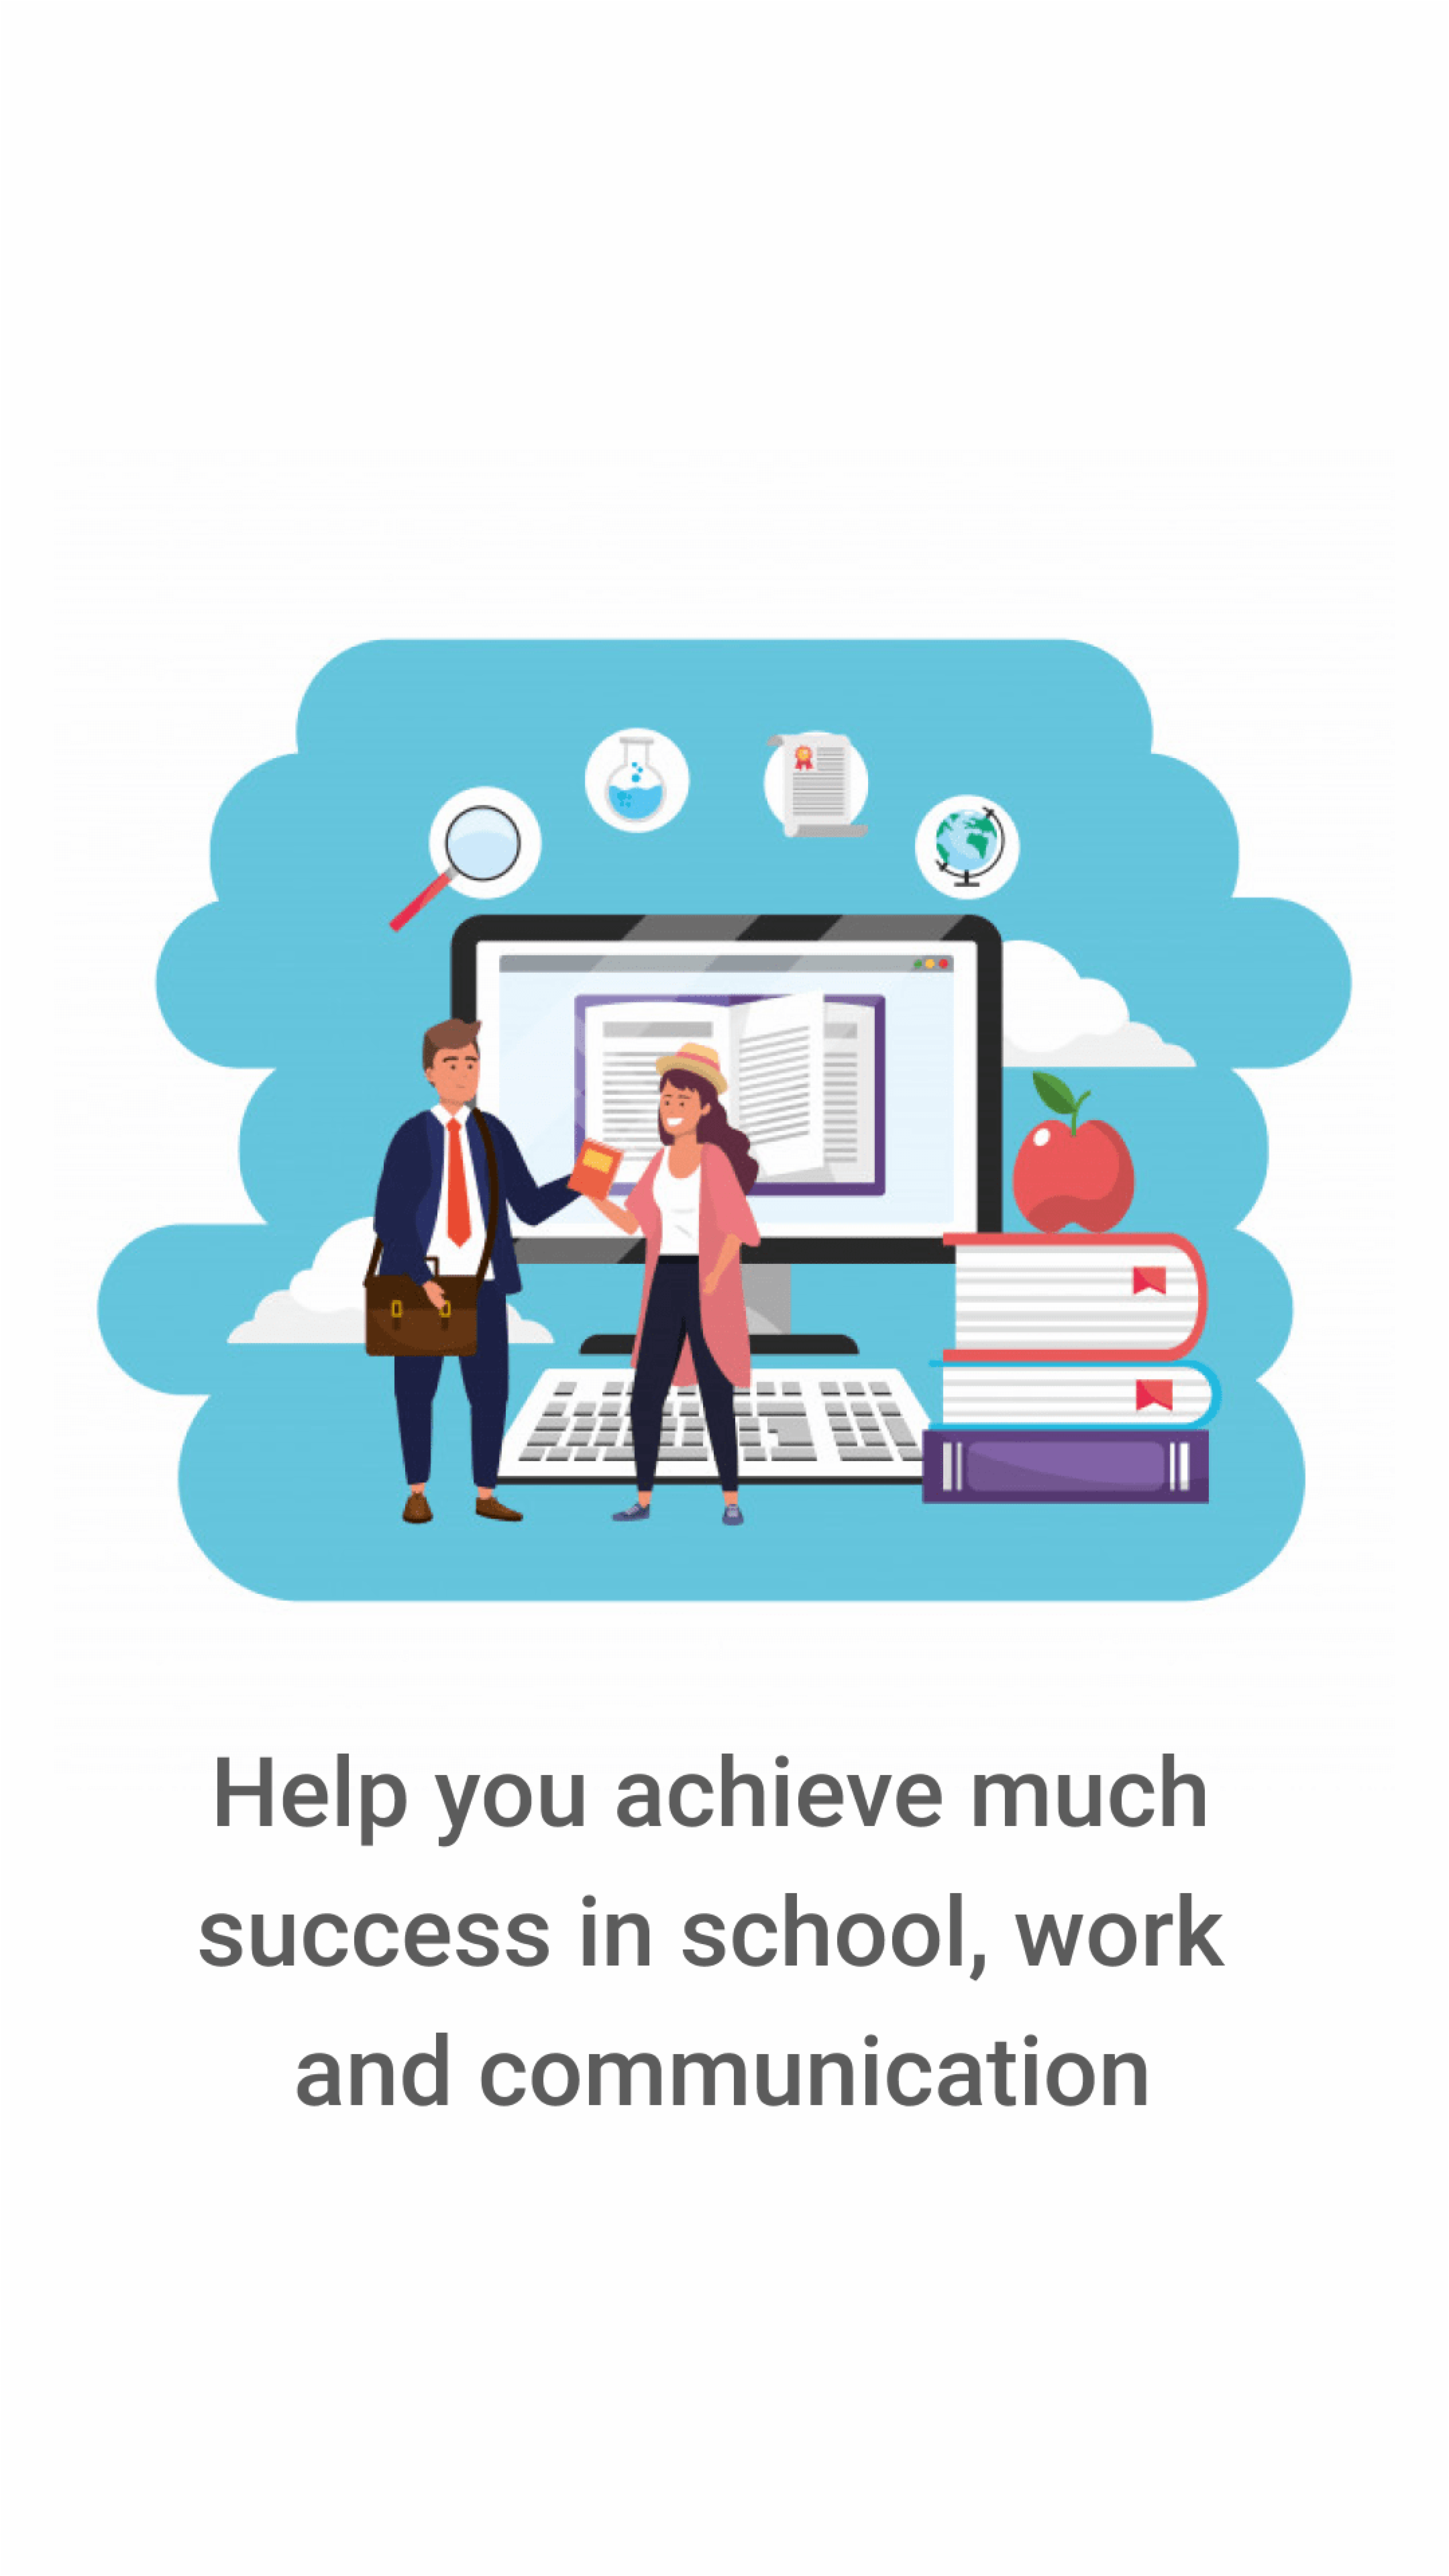 Help you achieve much
success in school, work
and communication